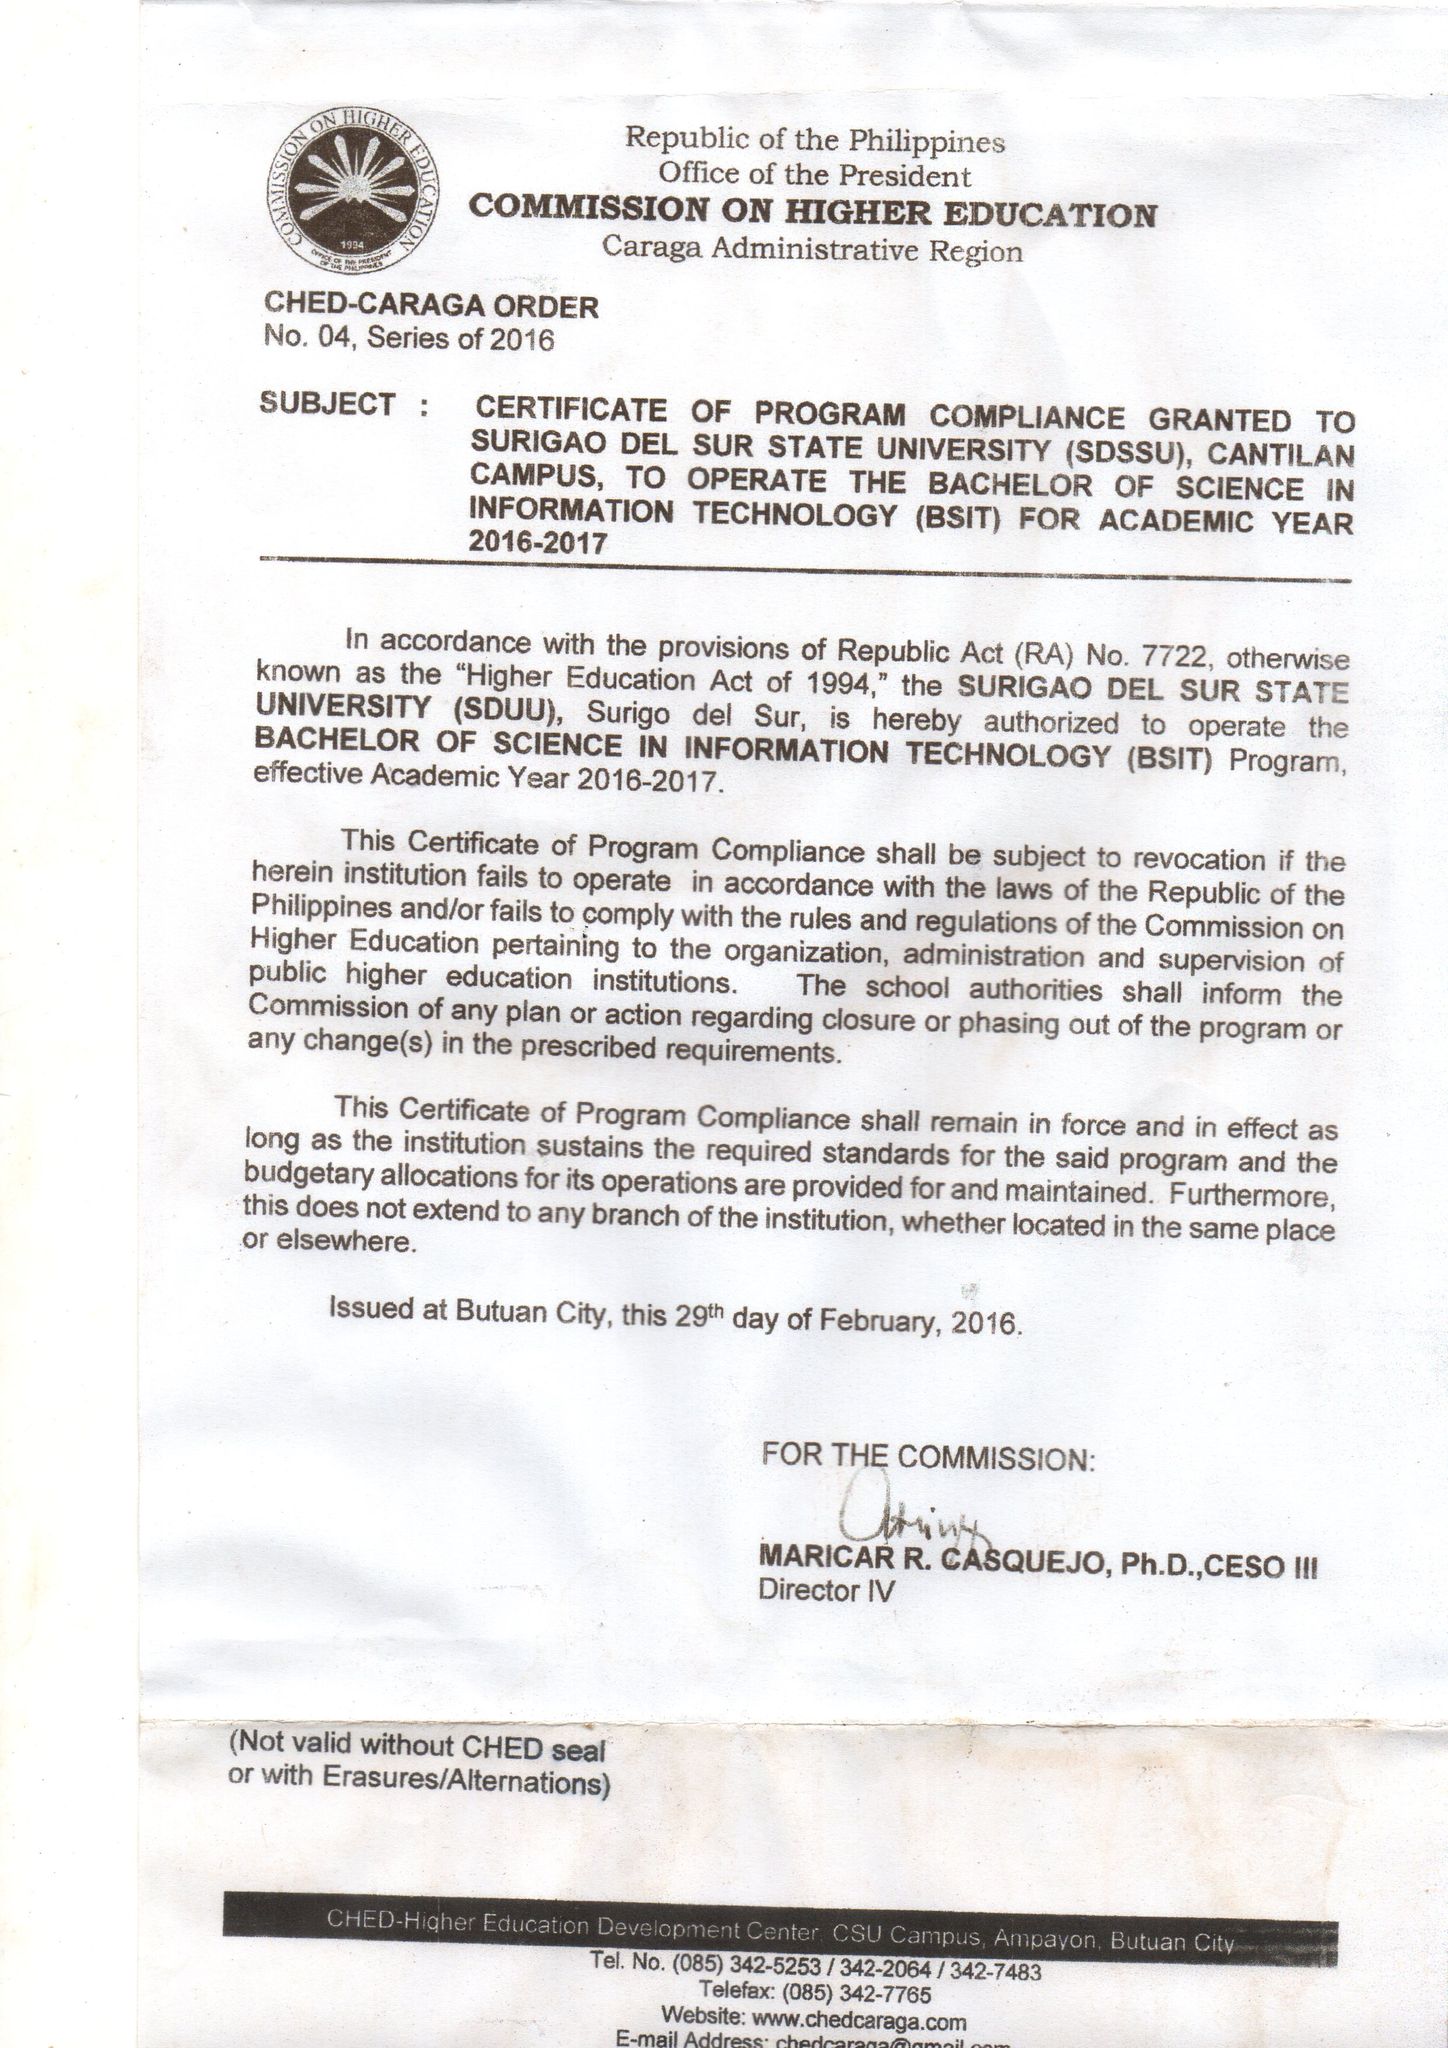 COMMISSION ON HIGHER EDUCATION
1994
OFFICE OF THE PRESIDENT
OF THE PHILIPPINES
Republic of the Philippines
Office of the President
COMMISSION ON HIGHER EDUCATION
Caraga Administrative Region
CHED-CARAGA ORDER
No. 04, Series of 2016
SUBJECT : CERTIFICATE OF PROGRAM COMPLIANCE GRANTED TO
SURIGAO DEL SUR STATE UNIVERSITY (SDSSU), CANTILAN
CAMPUS, TO OPERATE THE BACHELOR OF SCIENCE IN
INFORMATION TECHNOLOGY (BSIT) FOR ACADEMIC YEAR
2016-2017
In accordance with the provisions of Republic Act (RA) No. 7722, otherwise
known as the “Higher Education Act of 1994,” the SURIGAO DEL SUR STATE
UNIVERSITY (SDUU), Surigo del Sur, is hereby authorized to operate the
BACHELOR OF SCIENCE IN INFORMATION TECHNOLOGY (BSIT) Program,
effective Academic Year 2016-2017.
This Certificate of Program Compliance shall be subject to revocation if the
herein institution fails to operate in accordance with the laws of the Republic of the
Philippines and/or fails to comply with the rules and regulations of the Commission on
Higher Education pertaining to the organization, administration and supervision of
public higher education institutions. The school authorities shall inform the
Commission of any plan or action regarding closure or phasing out of the program or
any change(s) in the prescribed requirements.
This Certificate of Program Compliance shall remain in force and in effect as
long as the institution sustains the required standards for the said program and the
budgetary allocations for its operations are provided for and maintained. Furthermore,
this does not extend to any branch of the institution, whether located in the same place
or elsewhere.
Issued at Butuan City, this 29th day of February, 2016.
FOR THE COMMISSION:
MARICAR R. CASQUEJO, Ph.D.,CESO III
Director IV
(Not valid without CHED seal
or with Erasures/Alternations)
CHED-Higher Education Development Center, CSU Campus, Ampayon, Butuan City
Tel. No. (085) 342-5253 / 342-2064 / 342-7483
Telefax: (085) 342-7765
Website: www.chedcaraga.com
E-mail Address: chedcaraga@gmail.com